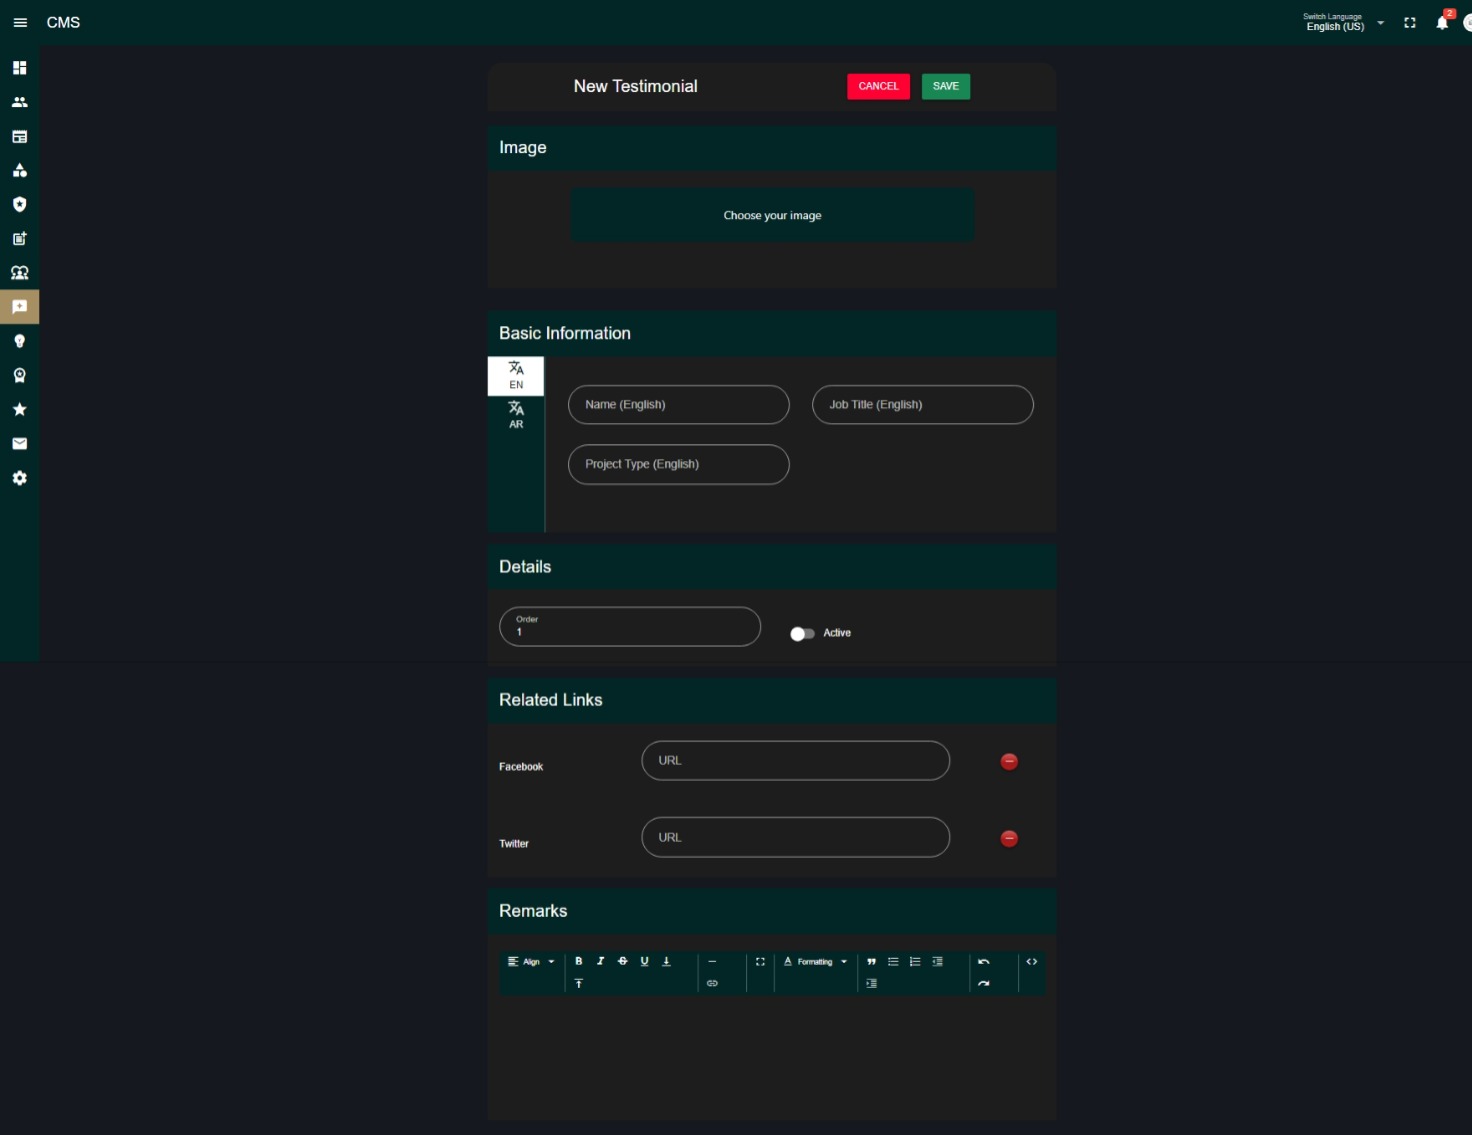 CMS
Switch Language
English (US)
2
New Testimonial
CANCEL
SAVE
Image
Choose your image
Basic Information
EN
AR
Name (English)
Job Title (English)
Project Type (English)
Details
Order
1
Active
Related Links
Facebook
URL
Twitter
URL
Remarks
Align
Formatting